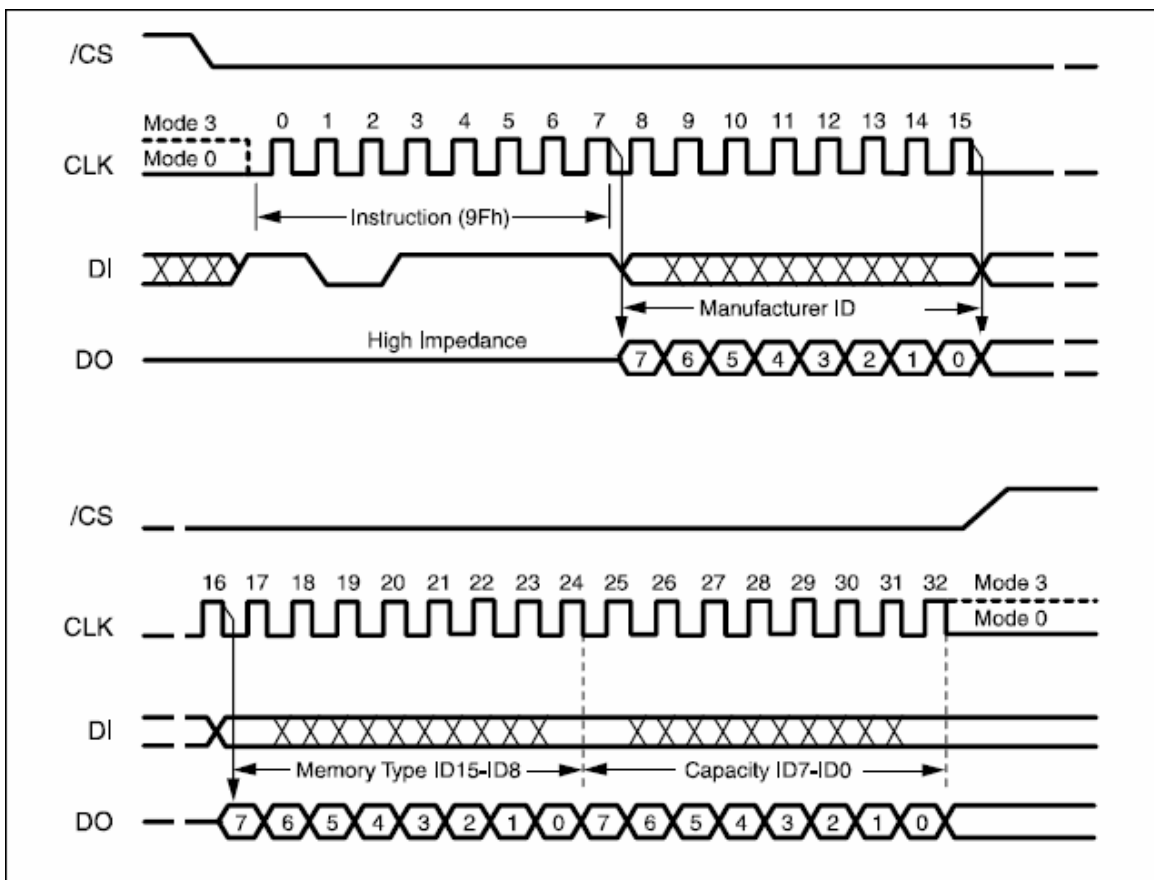 /CS
Mode 3 0 1 2 3 4 5 6 7 8 9 10 11 12 13 14 15
Mode 0
CLK
Instruction (9Fh)
DI
Manufacturer ID
High Impedance
DO 7 6 5 4 3 2 1 0
/CS
16 17 18 19 20 21 22 23 24 25 26 27 28 29 30 31 32 Mode 3
CLK Mode 0
DI
Memory Type ID15-ID8 Capacity ID7-ID0
DO 7 6 5 4 3 2 1 0 7 6 5 4 3 2 1 0